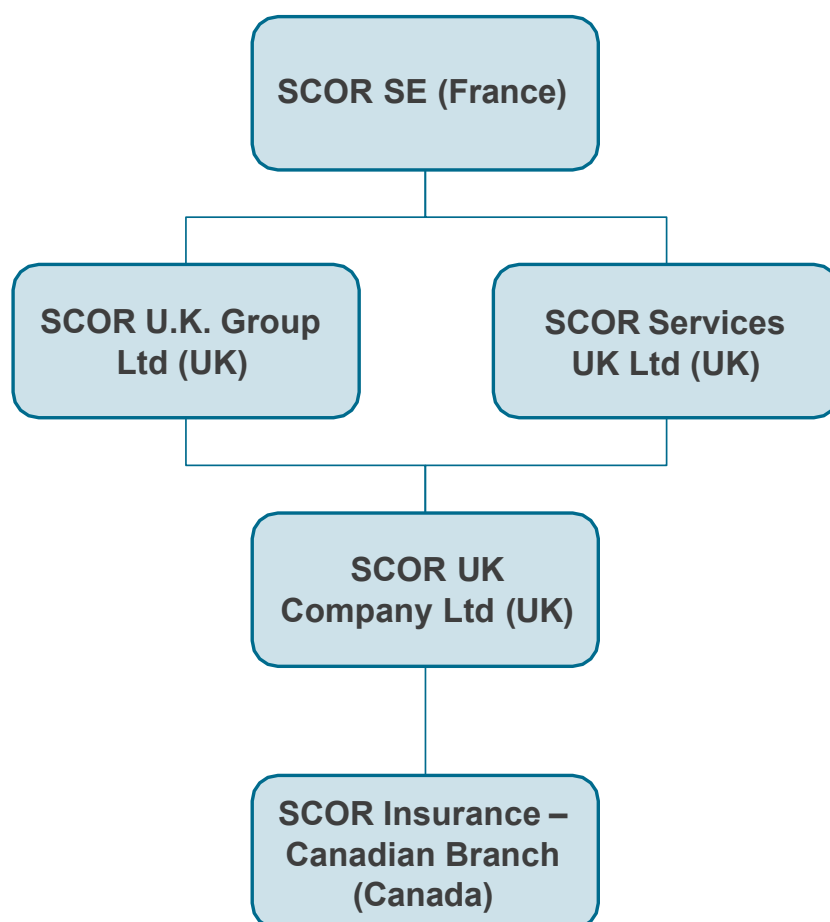 SCOR SE (France)
SCOR U.K. Group
Ltd (UK)
SCOR Services
UK Ltd (UK)
SCOR UK
Company Ltd (UK)
SCOR Insurance –
Canadian Branch
(Canada)